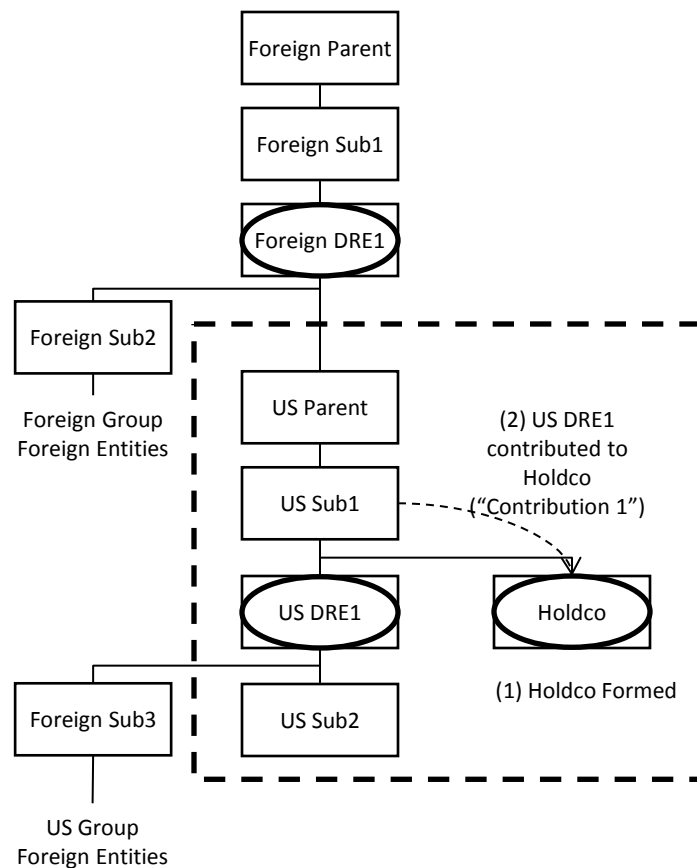 Foreign Parent
Foreign Sub1
Foreign DRE1
Foreign Sub2
Foreign Group
Foreign Entities
US Parent
(2) US DRE1
contributed to
Holdco
(“Contribution 1”)
US Sub1
US DRE1
Holdco
(1) Holdco Formed
Foreign Sub3
US Sub2
US Group
Foreign Entities